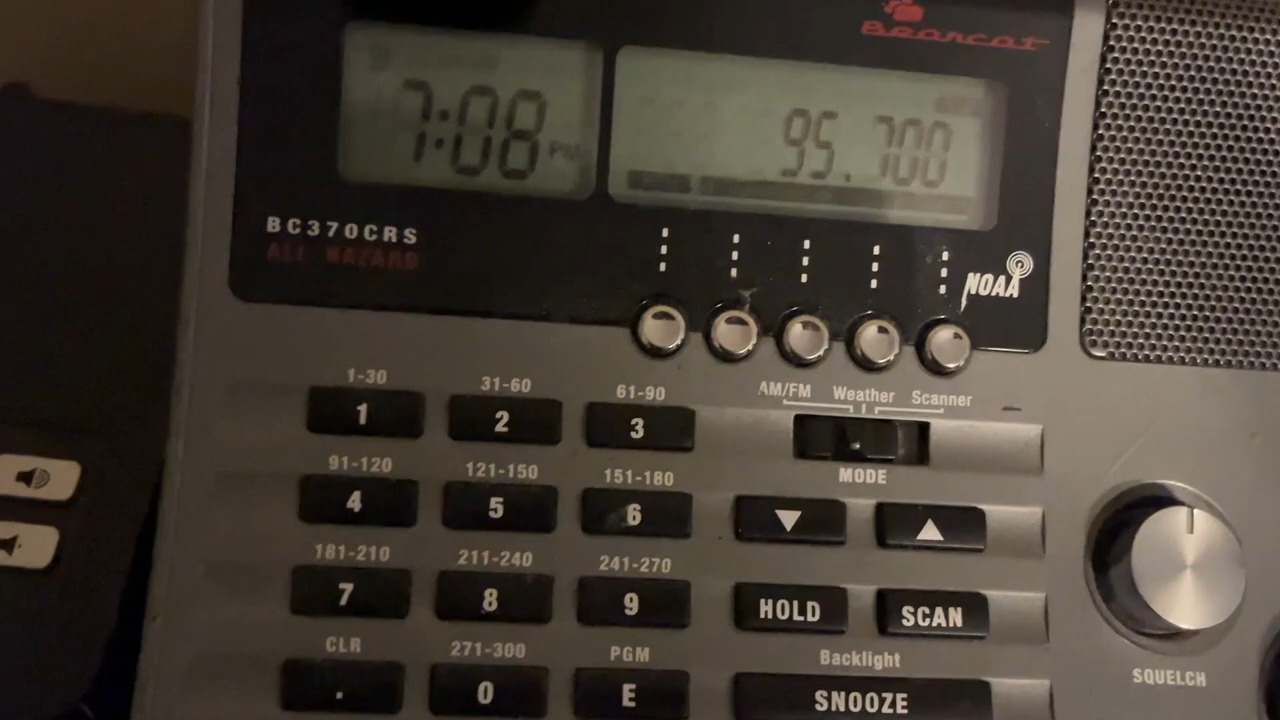 Bearcat
7:08 PM
95.700
BC370CRS
ALL HAZARD
NOAA
AM/FM Weather Scanner
MODE
1-30 31-60 61-90
1 2 3
91-120 121-150 151-180
4 5 6
▼ ▲
181-210 211-240 241-270
7 8 9
HOLD SCAN
CLR 271-300 PGM
. 0 E
Backlight
SNOOZE
SQUELCH